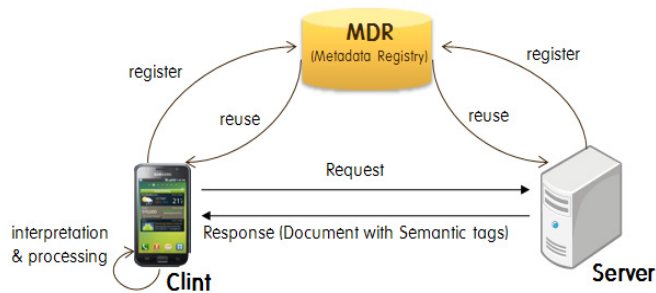 MDR
(Metadata Registry)
register
register
reuse
reuse
Request
Response (Document with Semantic tags)
interpretation
& processing
Clint
Server